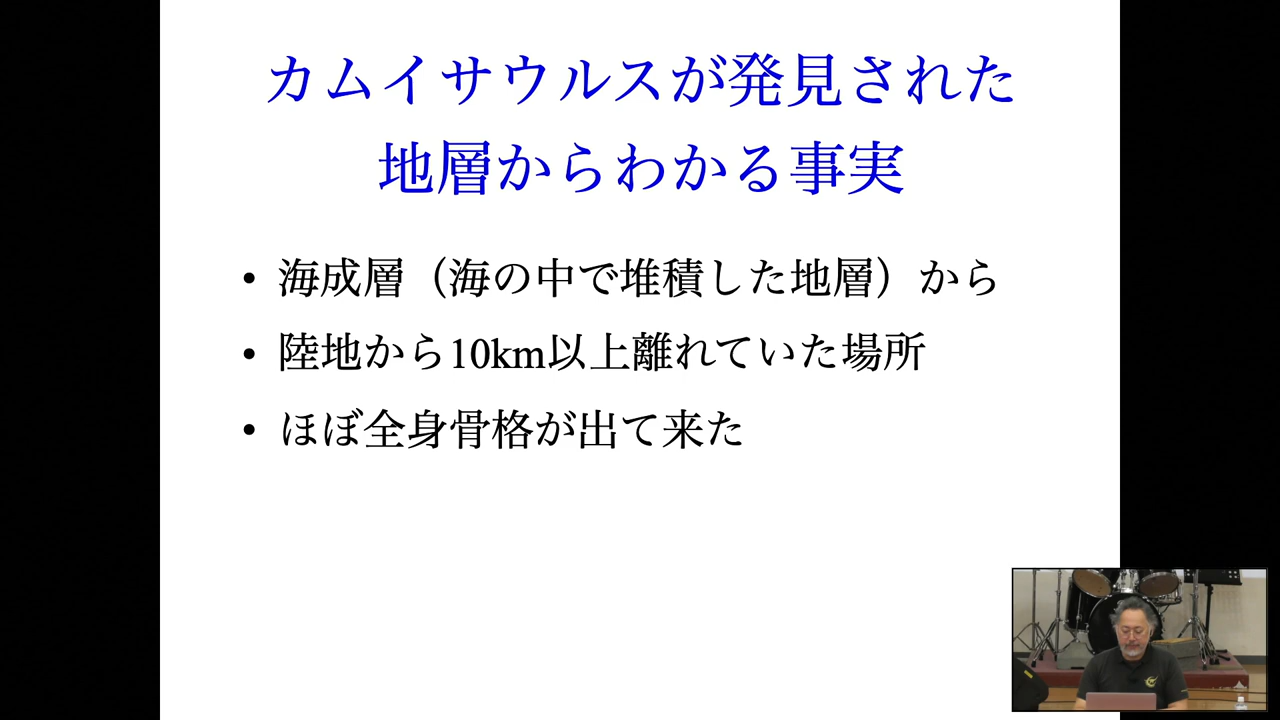 カムイサウルスが発見された
地層からわかる事実
• 海成層（海の中で堆積した地層）から
• 陸地から10km以上離れていた場所
• ほぼ全身骨格が出て来た